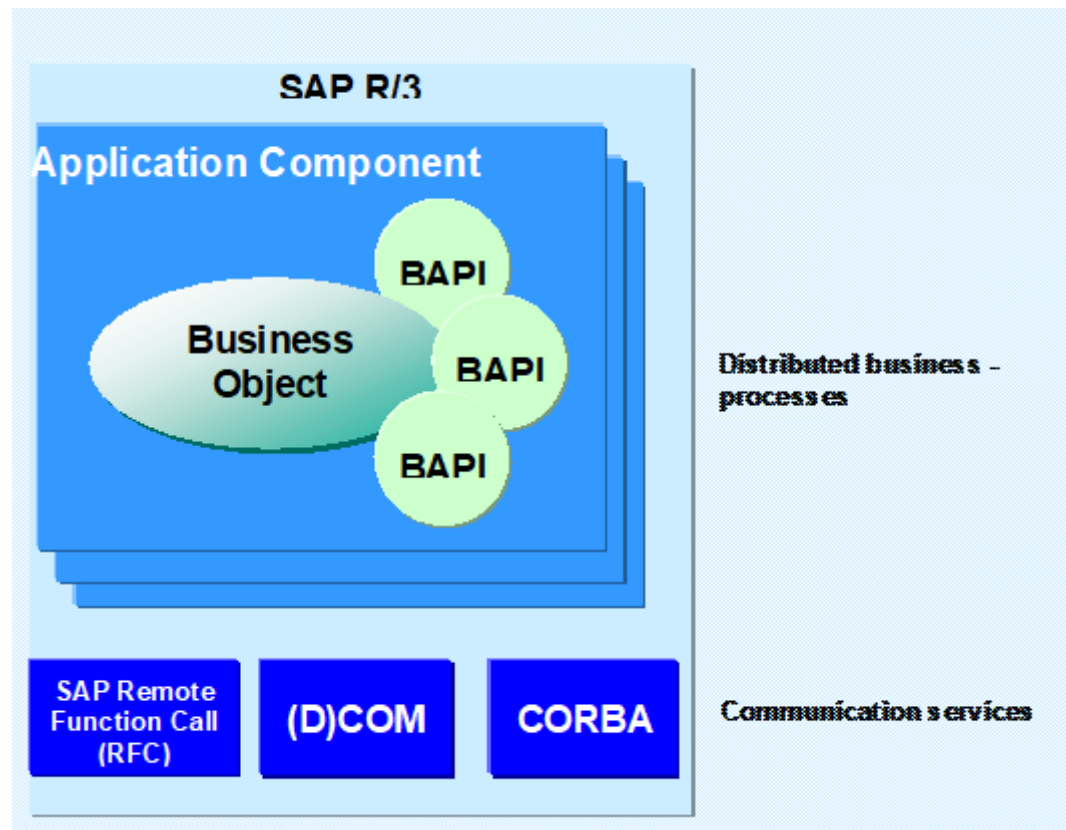 SAP R/3
Application Component
BAPI
Business
Object
BAPI
BAPI
Distributed business -
processes
SAP Remote
Function Call
(RFC)
(D)COM
CORBA
Communication services